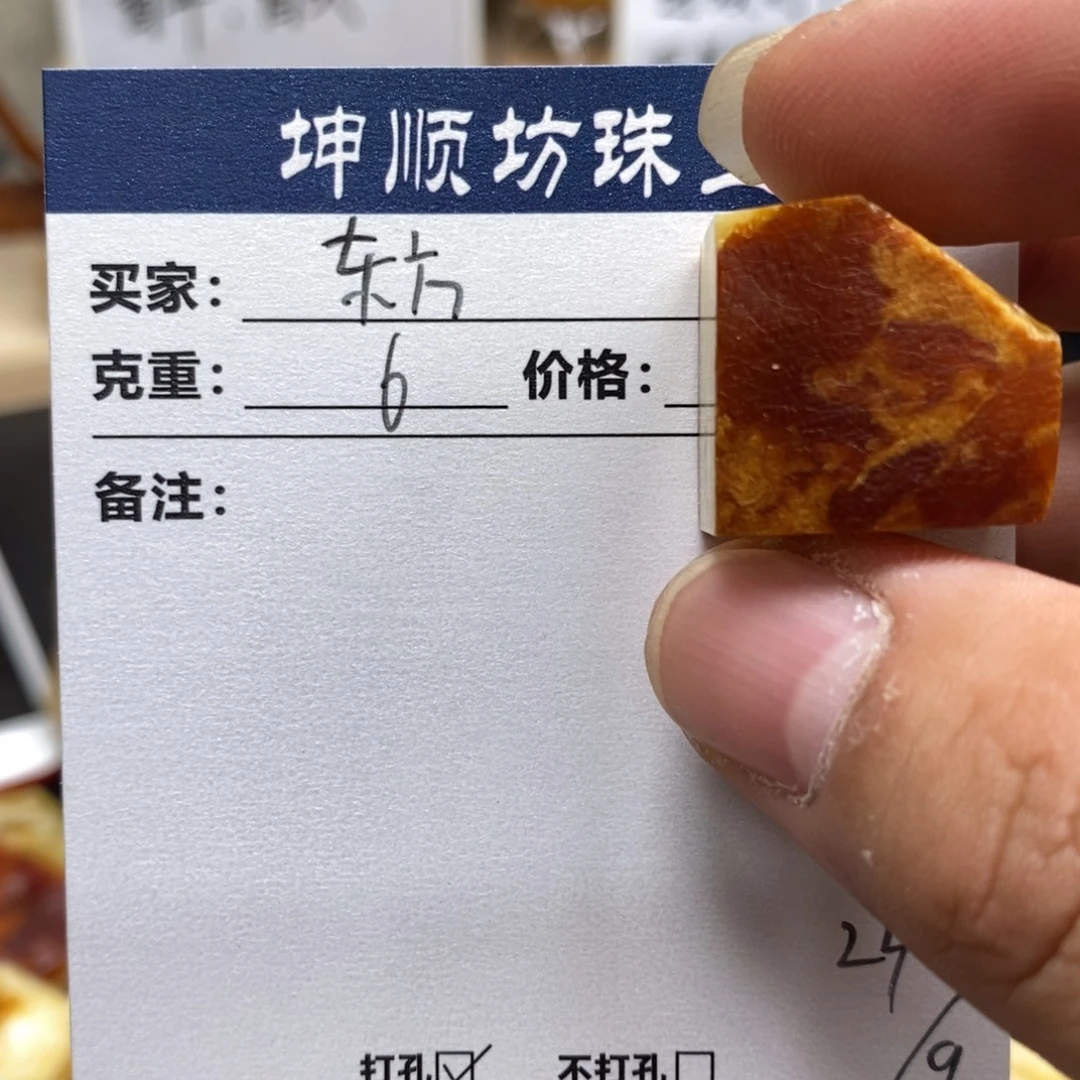 坤顺坊珠
买家：东方
克重：6 价格：
备注：
24/9
打孔☑ 不打孔☐